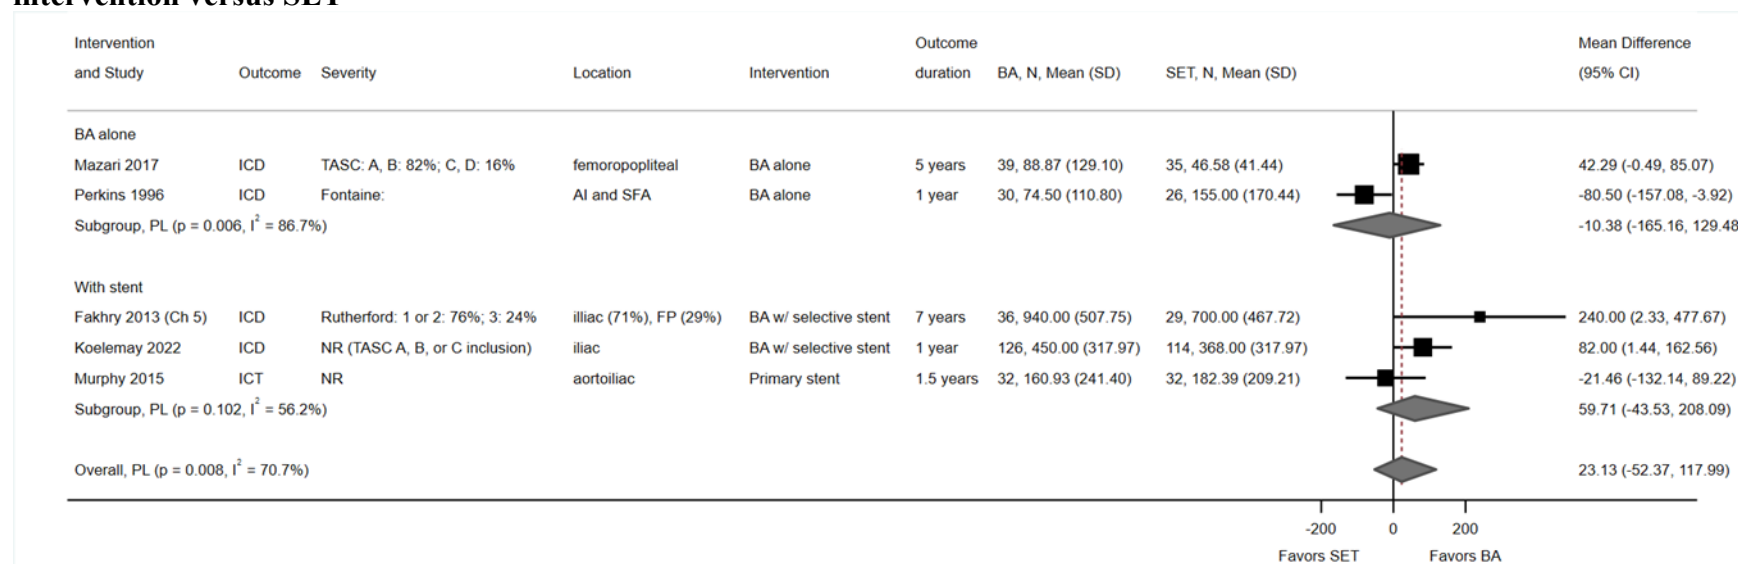 intervention versus SET
Intervention Outcome Mean Difference
and Study Outcome Severity Location Intervention duration BA, N, Mean (SD) SET, N, Mean (SD) (95% CI)
BA alone
Mazari 2017 ICD TASC: A, B: 82%; C, D: 16% femoropopliteal BA alone 5 years 39, 88.87 (129.10) 35, 46.58 (41.44) 42.29 (-0.49, 85.07)
Perkins 1996 ICD Fontaine: AI and SFA BA alone 1 year 30, 74.50 (110.80) 26, 155.00 (170.44) -80.50 (-157.08, -3.92)
Subgroup, PL (p = 0.006, I² = 86.7%) -10.38 (-165.16, 129.48
With stent
Fakhry 2013 (Ch 5) ICD Rutherford: 1 or 2: 76%; 3: 24% illiac (71%), FP (29%) BA w/ selective stent 7 years 36, 940.00 (507.75) 29, 700.00 (467.72) 240.00 (2.33, 477.67)
Koelemay 2022 ICD NR (TASC A, B, or C inclusion) iliac BA w/ selective stent 1 year 126, 450.00 (317.97) 114, 368.00 (317.97) 82.00 (1.44, 162.56)
Murphy 2015 ICT NR aortoiliac Primary stent 1.5 years 32, 160.93 (241.40) 32, 182.39 (209.21) -21.46 (-132.14, 89.22)
Subgroup, PL (p = 0.102, I² = 56.2%) 59.71 (-43.53, 208.09)
Overall, PL (p = 0.008, I² = 70.7%) 23.13 (-52.37, 117.99)
-200 0 200
Favors SET Favors BA